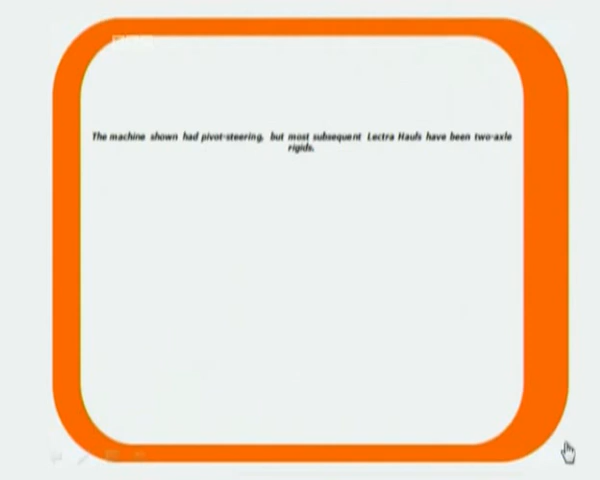 The machine shown had pivot-steering, but most subsequent Lectra Hauls have been two-axle
rigids.